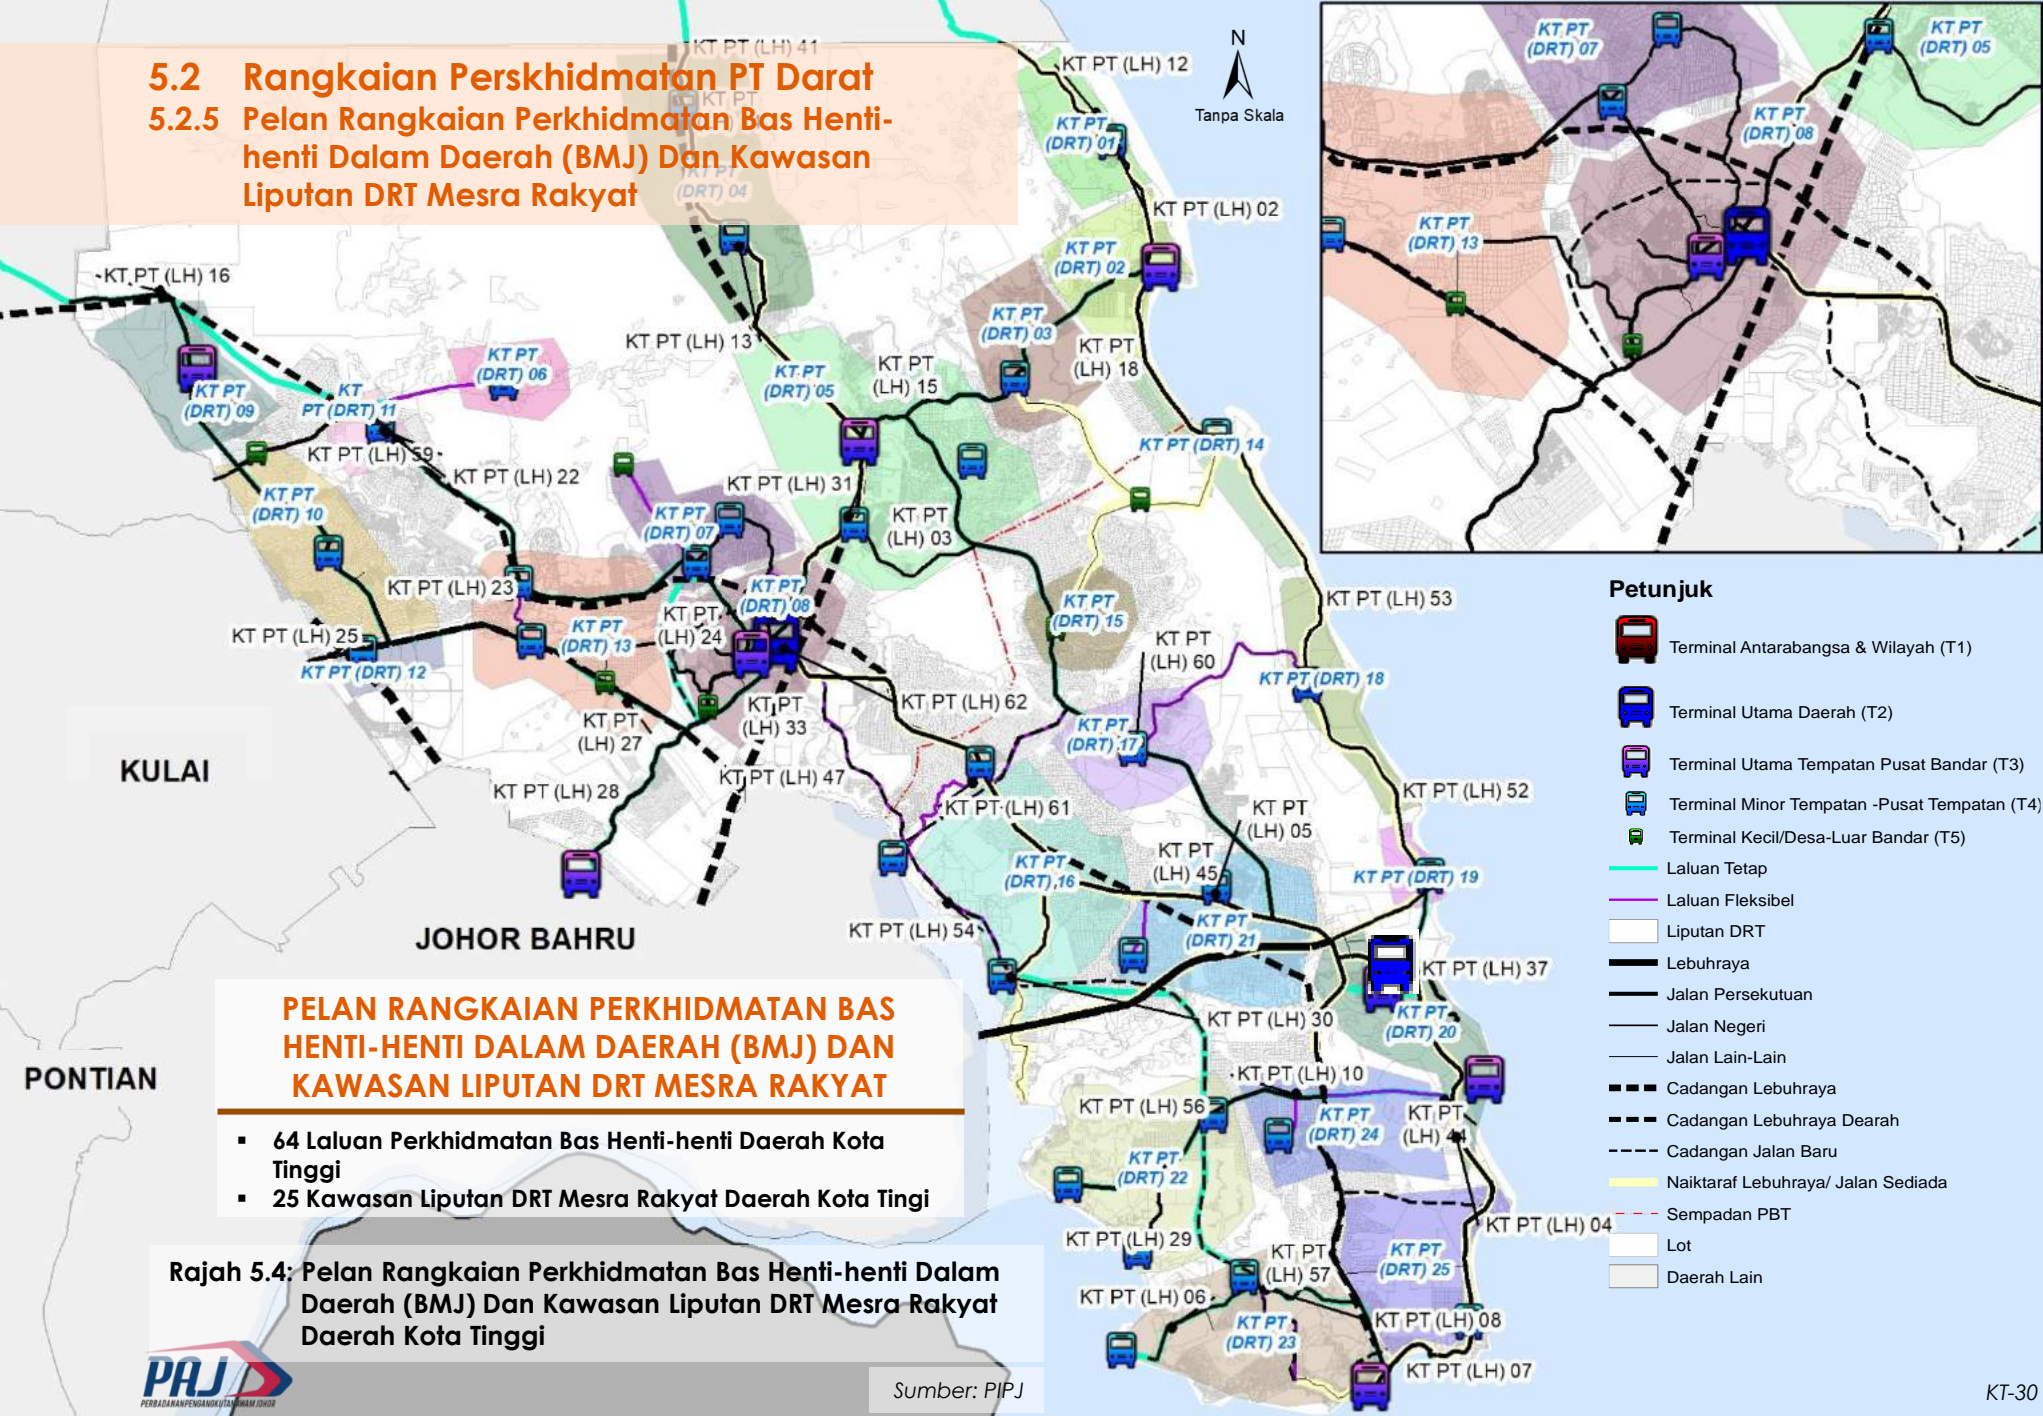 5.2 Rangkaian Perskhidmatan PT Darat
5.2.5 Pelan Rangkaian Perkhidmatan Bas Henti-
henti Dalam Daerah (BMJ) Dan Kawasan
Liputan DRT Mesra Rakyat
KT PT (LH) 41
KT PT
KT PT
(DRT) 04
KT PT (LH) 12
N
Tanpa Skala
KT PT
(DRT) 01
KT PT (LH) 02
KT PT
(DRT) 02
KT PT (LH) 16
KT PT
(DRT) 03
KT PT (LH) 13
KT PT
(LH) 18
KT PT
(LH) 15
KT PT
(DRT) 05
KT PT
(DRT) 06
KT PT
(DRT) 09
KT
PT (DRT) 11
KT PT (LH) 59
KT PT (LH) 22
KT PT (DRT) 14
KT PT (LH) 31
KT PT
(DRT) 10
KT PT
(DRT) 07
KT PT
(LH) 03
KT PT (LH) 23
KT PT
(DRT) 08
KT PT
(LH) 24
KT PT (LH) 25
KT PT
(DRT) 13
KT PT (DRT) 12
KT PT
(DRT) 15
KT PT (LH) 53
KT PT
(LH) 60
KT PT (DRT) 18
KT PT (LH) 62
KT PT
(LH) 33
KT PT
(LH) 27
KT PT
(DRT) 17
KT PT (LH) 47
KT PT (LH) 28
KT PT (LH) 61
KT PT
(LH) 05
KT PT (LH) 52
KT PT
(LH) 45
KT PT
(DRT) 16
KT PT (DRT) 19
KT PT (LH) 54
KT PT
(DRT) 21
KT PT (LH) 37
KT PT (LH) 30
KT PT
(DRT) 20
KT PT (LH) 10
KT PT (LH) 56
KT PT
(DRT) 24
KT PT
(LH) 44
KT PT
(DRT) 22
KT PT (LH) 29
KT PT (LH) 04
KT PT
(LH) 57
KT PT
(DRT) 25
KT PT (LH) 06
KT PT (LH) 08
KT PT
(DRT) 23
KT PT (LH) 07
KULAI
JOHOR BAHRU
PONTIAN
KT PT
(DRT) 07
KT PT
(DRT) 05
KT PT
(DRT) 08
KT PT
(DRT) 13
Petunjuk
Terminal Antarabangsa & Wilayah (T1)
Terminal Utama Daerah (T2)
Terminal Utama Tempatan Pusat Bandar (T3)
Terminal Minor Tempatan -Pusat Tempatan (T4)
Terminal Kecil/Desa-Luar Bandar (T5)
Laluan Tetap
Laluan Fleksibel
Liputan DRT
Lebuhraya
Jalan Persekutuan
Jalan Negeri
Jalan Lain-Lain
Cadangan Lebuhraya
Cadangan Lebuhraya Dearah
Cadangan Jalan Baru
Naiktaraf Lebuhraya/ Jalan Sediada
Sempadan PBT
Lot
Daerah Lain
PELAN RANGKAIAN PERKHIDMATAN BAS
HENTI-HENTI DALAM DAERAH (BMJ) DAN
KAWASAN LIPUTAN DRT MESRA RAKYAT
▪ 64 Laluan Perkhidmatan Bas Henti-henti Daerah Kota
Tinggi
▪ 25 Kawasan Liputan DRT Mesra Rakyat Daerah Kota Tingi
Rajah 5.4: Pelan Rangkaian Perkhidmatan Bas Henti-henti Dalam
Daerah (BMJ) Dan Kawasan Liputan DRT Mesra Rakyat
Daerah Kota Tinggi
PAJ
PERBADANAN PENGANGKUTAN AWAM JOHOR
Sumber: PIPJ
KT-30